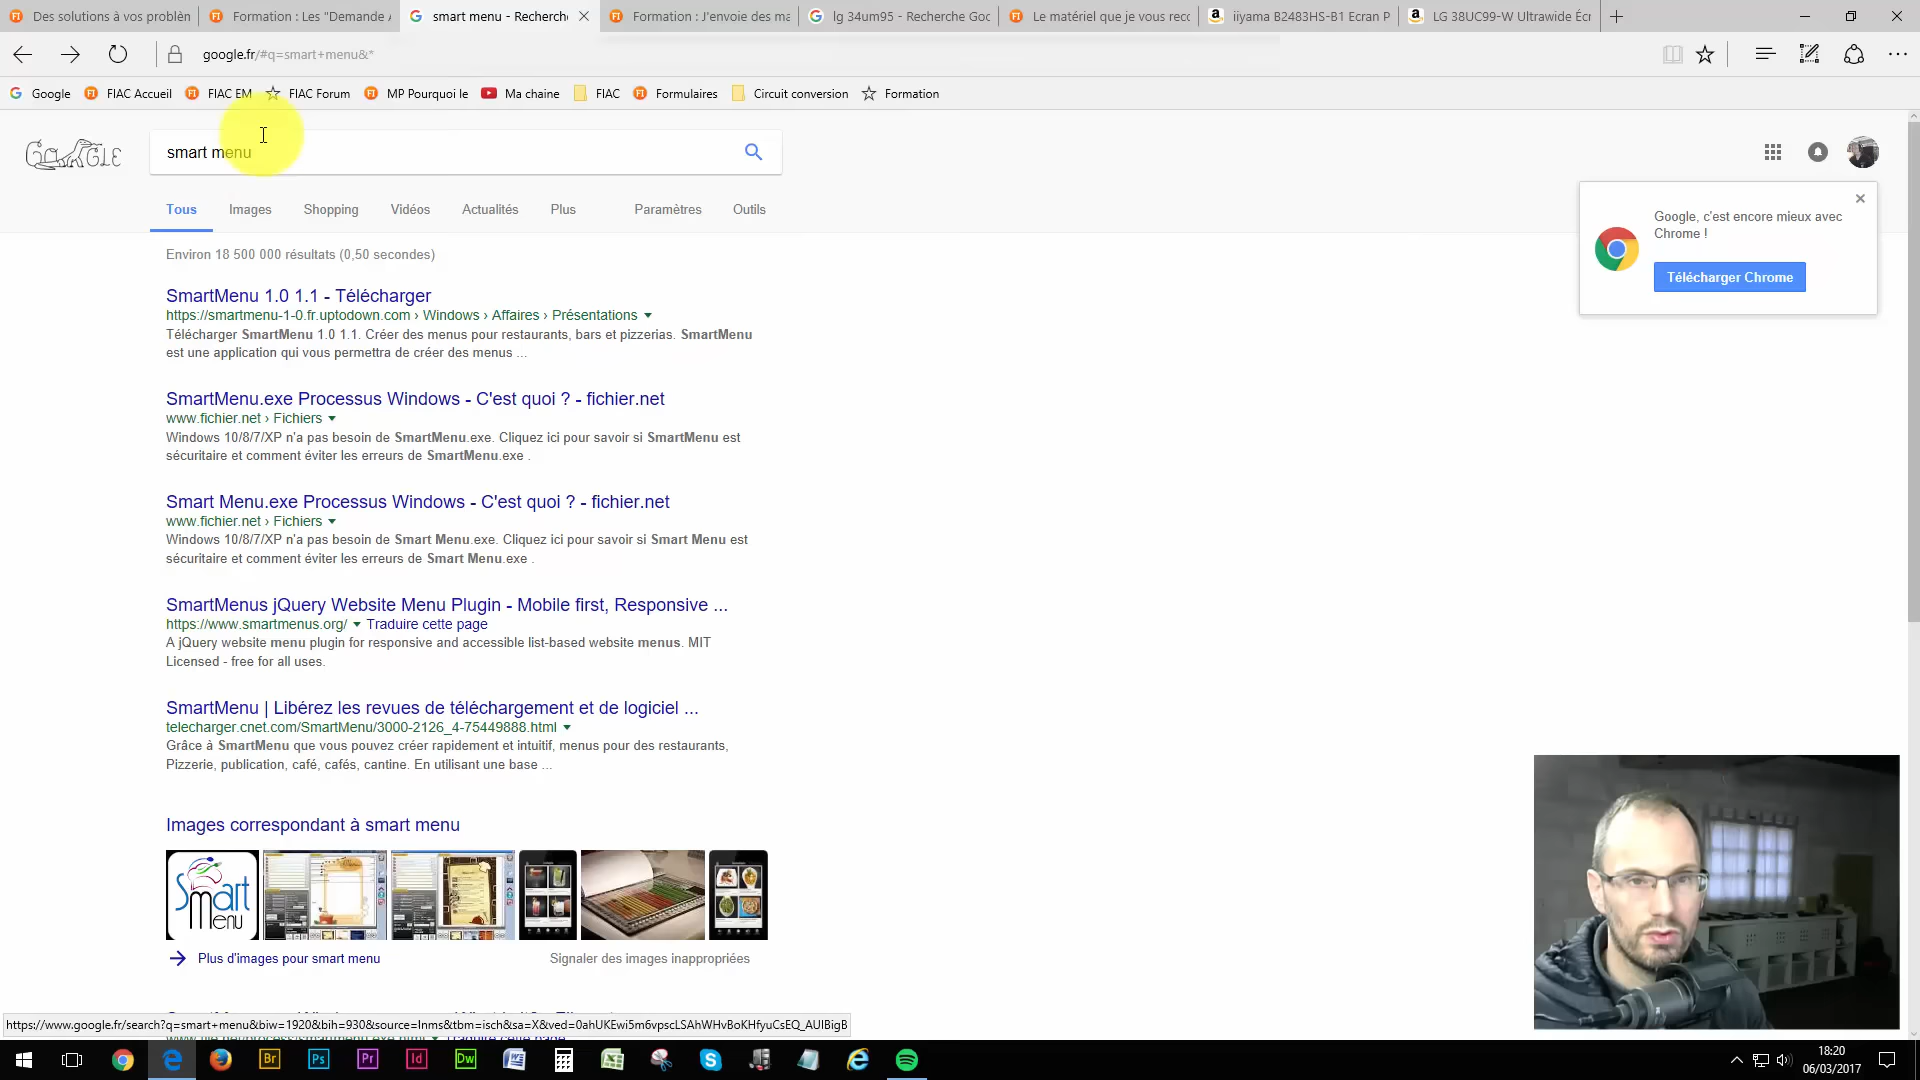 Des solutions à vos problèn
Formation : Les "Demande A
smart menu - Recherche
Formation : J'envoie des ma
lg 34um95 - Recherche Goo
Le matériel que je vous reco
iiyama B2483HS-B1 Ecran P
LG 38UC99-W Ultrawide Écr
google.fr/#q=smart+menu&*
Google
FIAC Accueil
FIAC EM
FIAC Forum
MP Pourquoi le
Ma chaine
FIAC
Formulaires
Circuit conversion
Formation
GOOGLE
smart menu
Tous
Images
Shopping
Vidéos
Actualités
Plus
Paramètres
Outils
Google, c'est encore mieux avec
Chrome !
Télécharger Chrome
Environ 18 500 000 résultats (0,50 secondes)
SmartMenu 1.0 1.1 - Télécharger
https://smartmenu-1-0.fr.uptodown.com › Windows › Affaires › Présentations
Télécharger SmartMenu 1.0 1.1. Créer des menus pour restaurants, bars et pizzerias. SmartMenu
est une application qui vous permettra de créer des menus ...
SmartMenu.exe Processus Windows - C'est quoi ? - fichier.net
www.fichier.net › Fichiers
Windows 10/8/7/XP n'a pas besoin de SmartMenu.exe. Cliquez ici pour savoir si SmartMenu est
sécuritaire et comment éviter les erreurs de SmartMenu.exe .
Smart Menu.exe Processus Windows - C'est quoi ? - fichier.net
www.fichier.net › Fichiers
Windows 10/8/7/XP n'a pas besoin de Smart Menu.exe. Cliquez ici pour savoir si Smart Menu est
sécuritaire et comment éviter les erreurs de Smart Menu.exe .
SmartMenus jQuery Website Menu Plugin - Mobile first, Responsive ...
https://www.smartmenus.org/ Traduire cette page
A jQuery website menu plugin for responsive and accessible list-based website menus. MIT
Licensed - free for all uses.
SmartMenu | Libérez les revues de téléchargement et de logiciel ...
telecharger.cnet.com/SmartMenu/3000-2126_4-75449888.html
Grâce à SmartMenu que vous pouvez créer rapidement et intuitif, menus pour des restaurants,
Pizzerie, publication, café, cafés, cantine. En utilisant une base ...
Images correspondant à smart menu
Smart
Menu
Plus d'images pour smart menu
Signaler des images inappropriées
https://www.google.fr/search?q=smart+menu&biw=1920&bih=930&source=lnms&tbm=isch&sa=X&ved=0ahUKEwi5m6vpscLSAhWHvBoKHfyuCsEQ_AUIBigB
Br
Ps
Pr
Id
Dw
18:20
06/03/2017